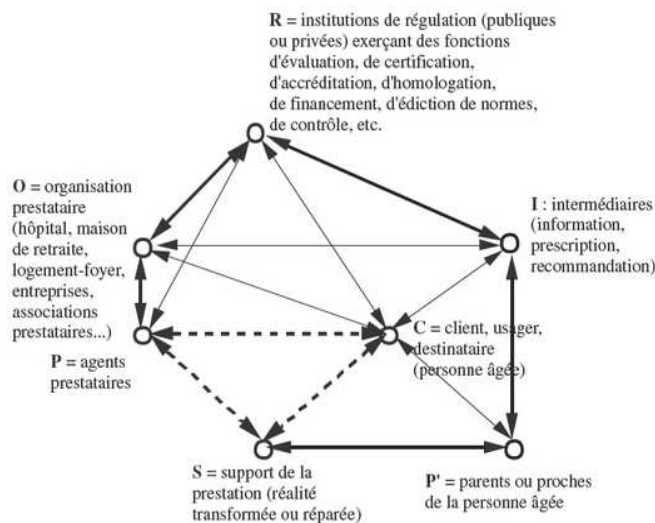 R = institutions de régulation (publiques
ou privées) exerçant des fonctions
d'évaluation, de certification,
d'accréditation, d'homologation,
de financement, d'édiction de normes,
de contrôle, etc.
O = organisation
prestataire
(hôpital, maison
de retraite,
logement-foyer,
entreprises,
associations
prestataires...)
I : intermédiaires
(information,
prescription,
recommandation)
P = agents
prestataires
C = client, usager,
destinataire
(personne âgée)
S = support de la
prestation (réalité
transformée ou réparée)
P' = parents ou proches
de la personne âgée